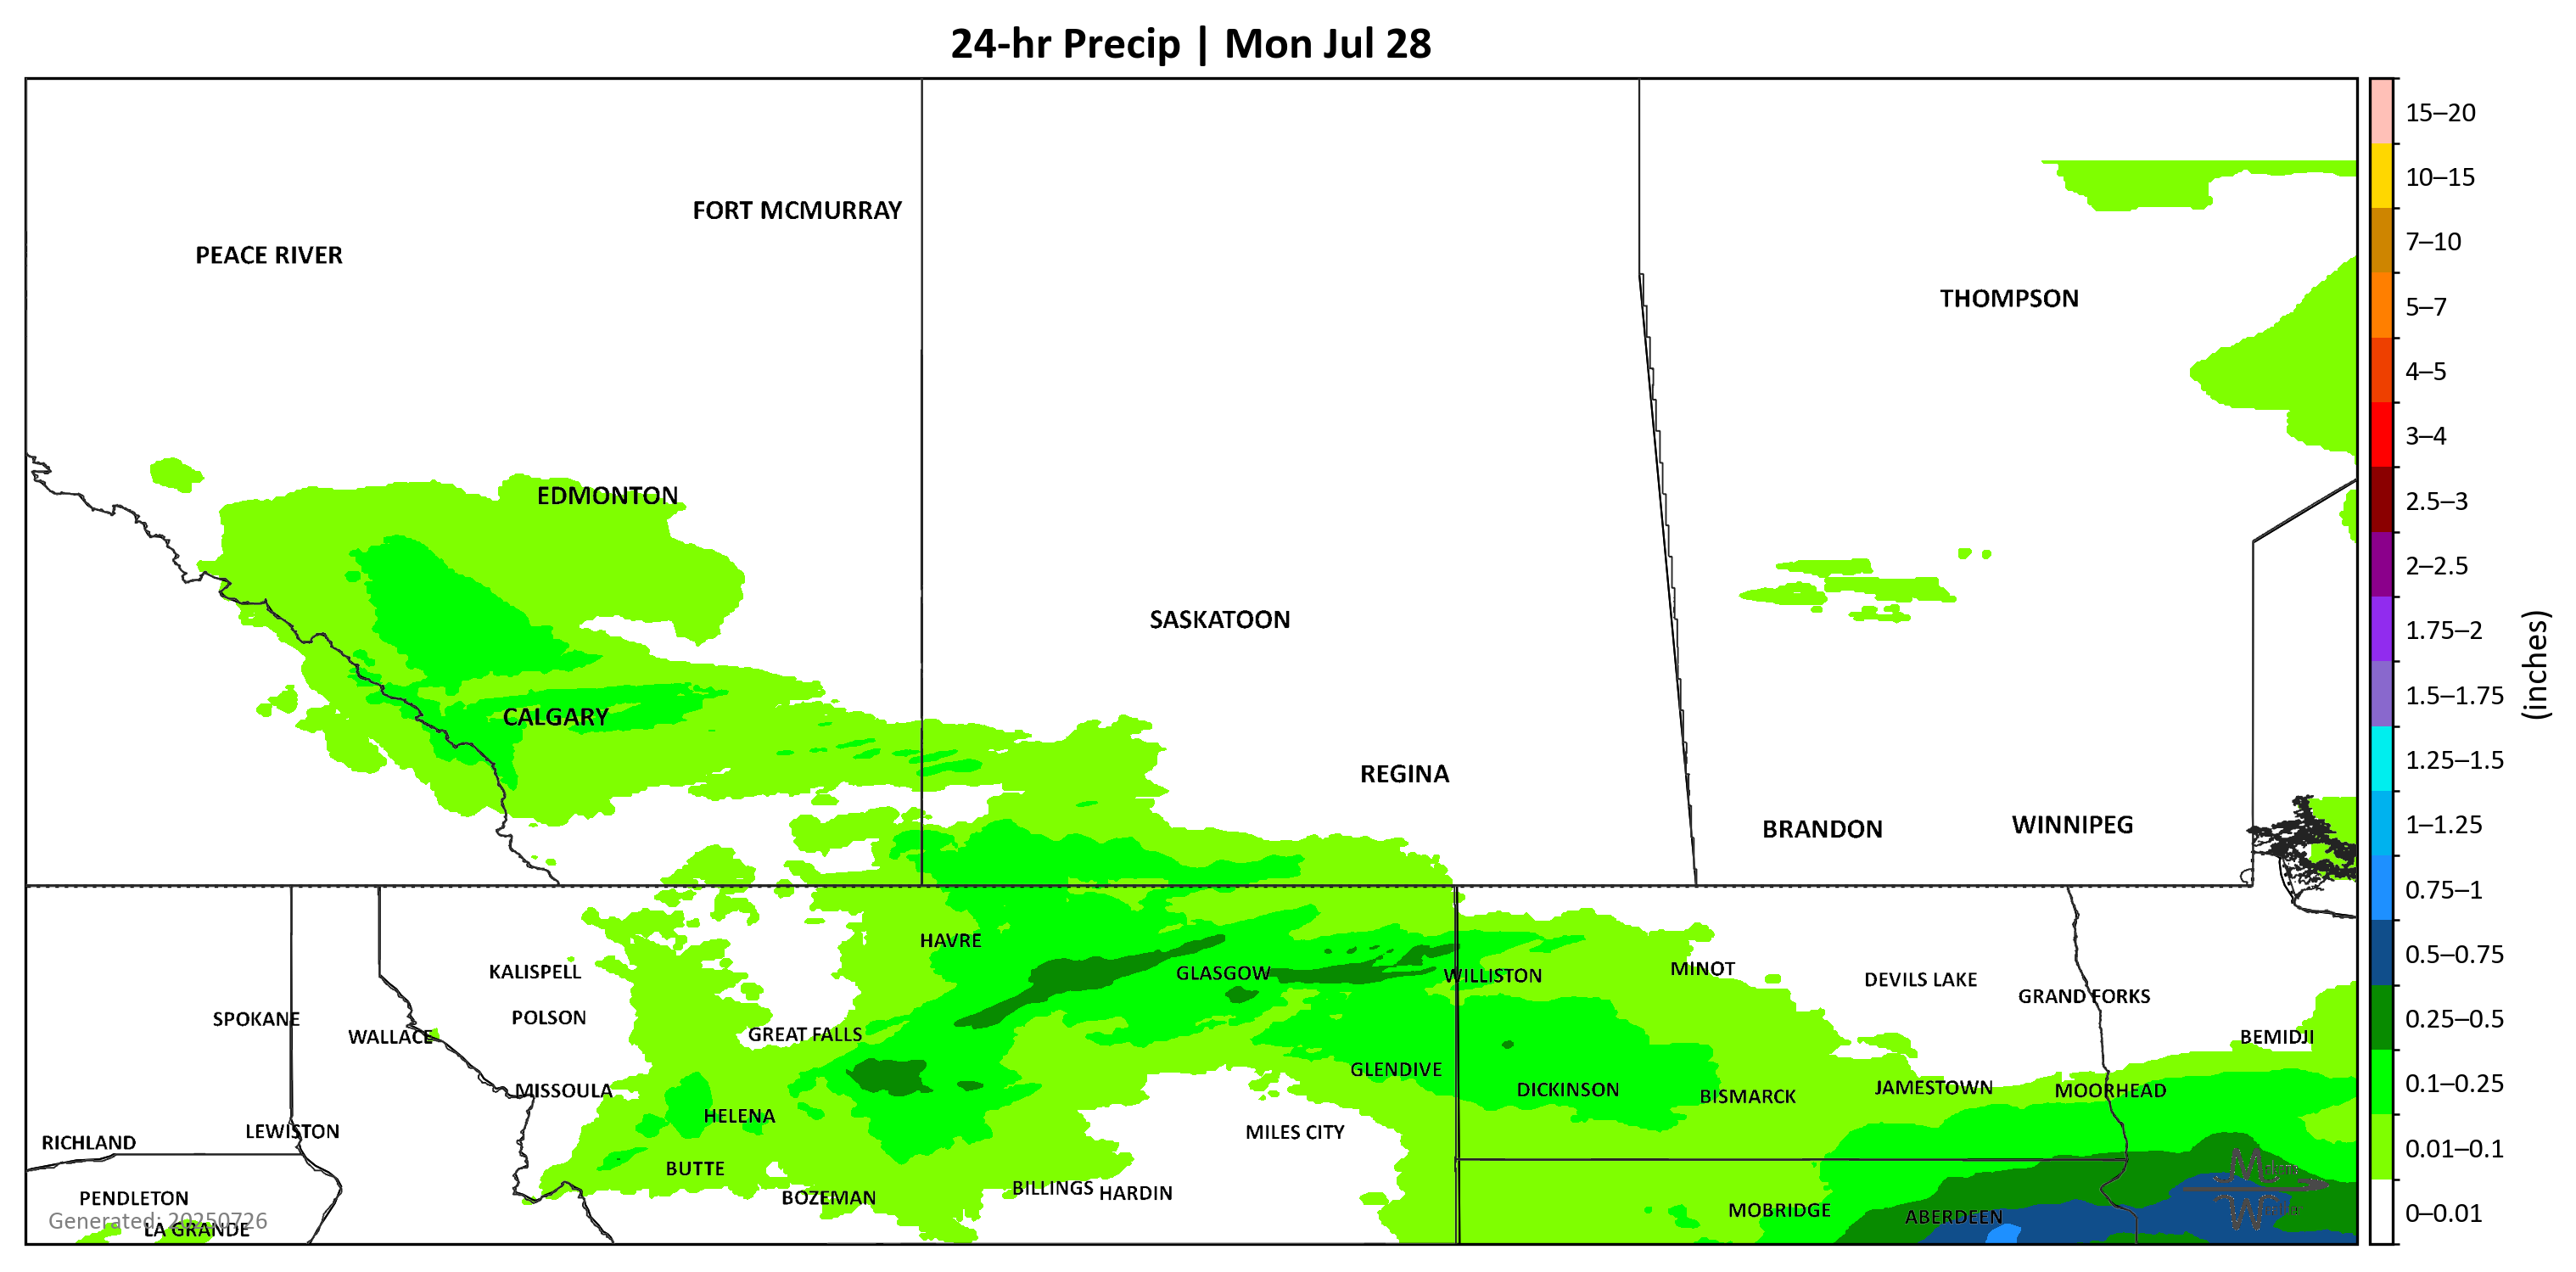 24-hr Precip | Mon Jul 28
15–20
10–15
7–10
5–7
4–5
3–4
2.5–3
2–2.5
1.75–2
1.5–1.75
1.25–1.5
1–1.25
0.75–1
0.5–0.75
0.25–0.5
0.1–0.25
0.01–0.1
0–0.01
(inches)
FORT MCMURRAY
PEACE RIVER
THOMPSON
EDMONTON
SASKATOON
CALGARY
REGINA
BRANDON
WINNIPEG
HAVRE
KALISPELL
GLASGOW
WILLISTON
MINOT
DEVILS LAKE
GRAND FORKS
SPOKANE
POLSON
WALLACE
GREAT FALLS
BEMIDJI
GLENDIVE
MISSOULA
DICKINSON
BISMARCK
JAMESTOWN
MOORHEAD
HELENA
RICHLAND
LEWISTON
MILES CITY
BUTTE
BILLINGS
HARDIN
PENDLETON
BOZEMAN
MOBRIDGE
ABERDEEN
Generated: 20250726
LA GRANDE